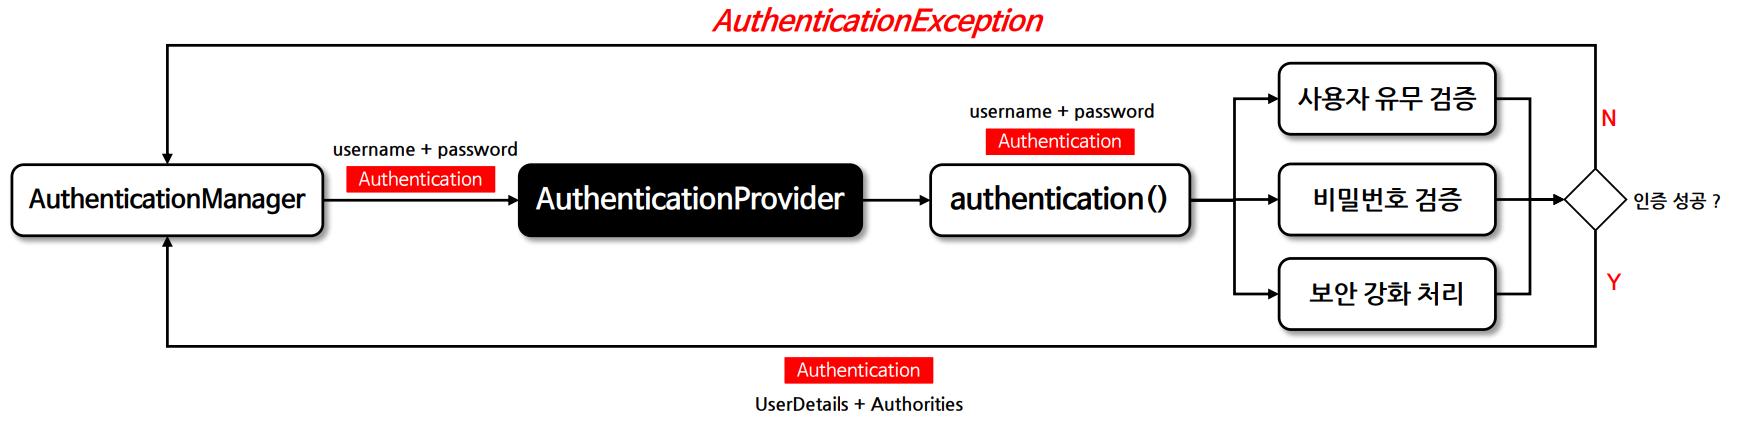 AuthenticationException
AuthenticationManager
username + password
Authentication
AuthenticationProvider
username + password
Authentication
authentication()
사용자 유무 검증
비밀번호 검증
보안 강화 처리
N
인증 성공 ?
Y
Authentication
UserDetails + Authorities